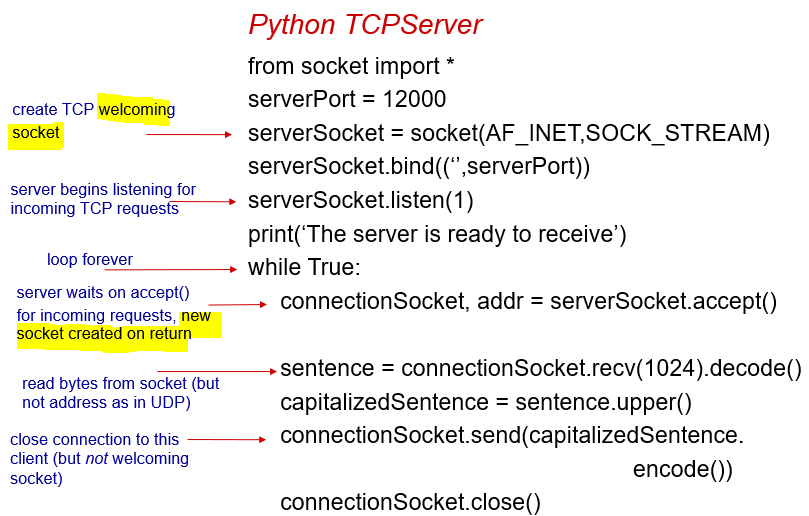 Python TCPServer
from socket import *
serverPort = 12000
create TCP welcoming
socket
serverSocket = socket(AF_INET,SOCK_STREAM)
serverSocket.bind((‘’,serverPort))
server begins listening for
incoming TCP requests
serverSocket.listen(1)
print(‘The server is ready to receive’)
loop forever
while True:
server waits on accept()
for incoming requests, new
socket created on return
connectionSocket, addr = serverSocket.accept()
sentence = connectionSocket.recv(1024).decode()
read bytes from socket (but
not address as in UDP)
capitalizedSentence = sentence.upper()
close connection to this
client (but not welcoming
socket)
connectionSocket.send(capitalizedSentence.
encode())
connectionSocket.close()